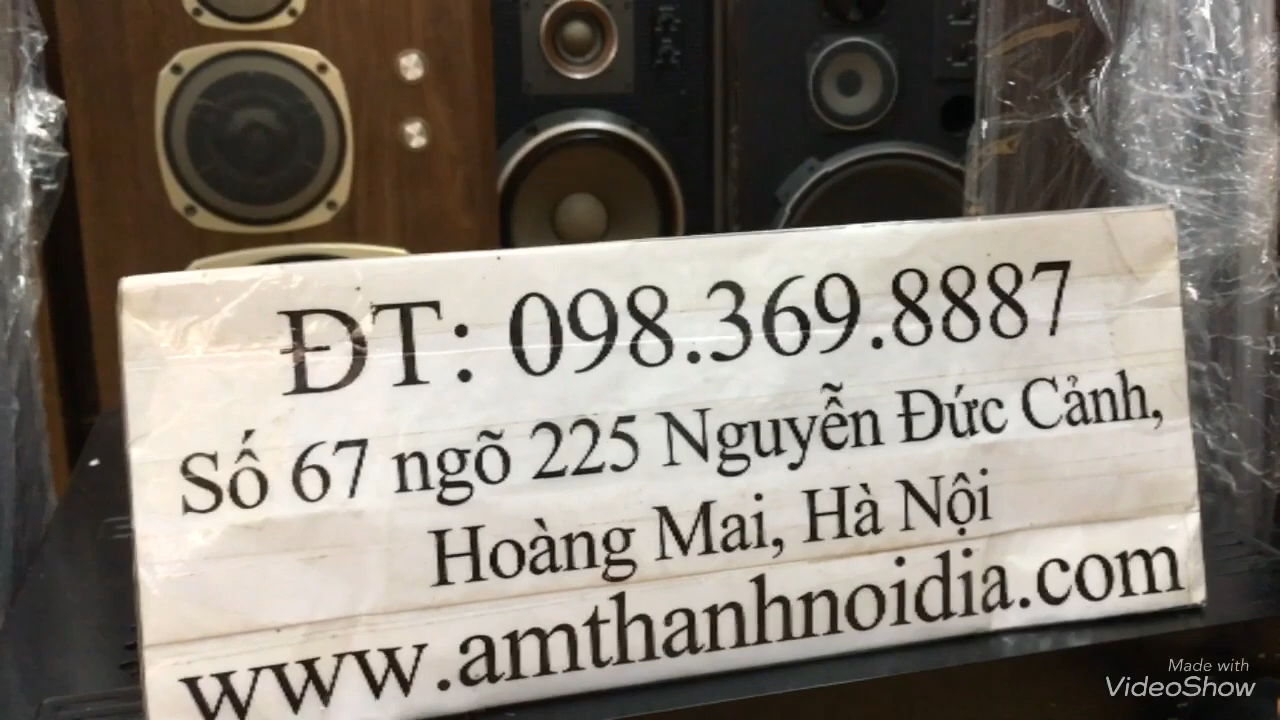 ĐT: 098.369.8887
Số 67 ngõ 225 Nguyễn Đức Cảnh,
Hoàng Mai, Hà Nội
www.amthanhnoidia.com
Made with
VideoShow